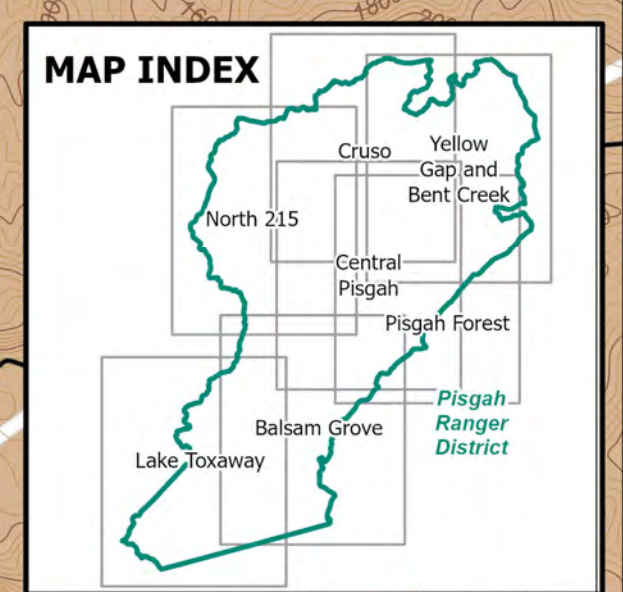 MAP INDEX
Cruso
Yellow
Gap and
Bent Creek
North 215
Central
Pisgah
Pisgah Forest
Pisgah
Ranger
District
Balsam Grove
Lake Toxaway